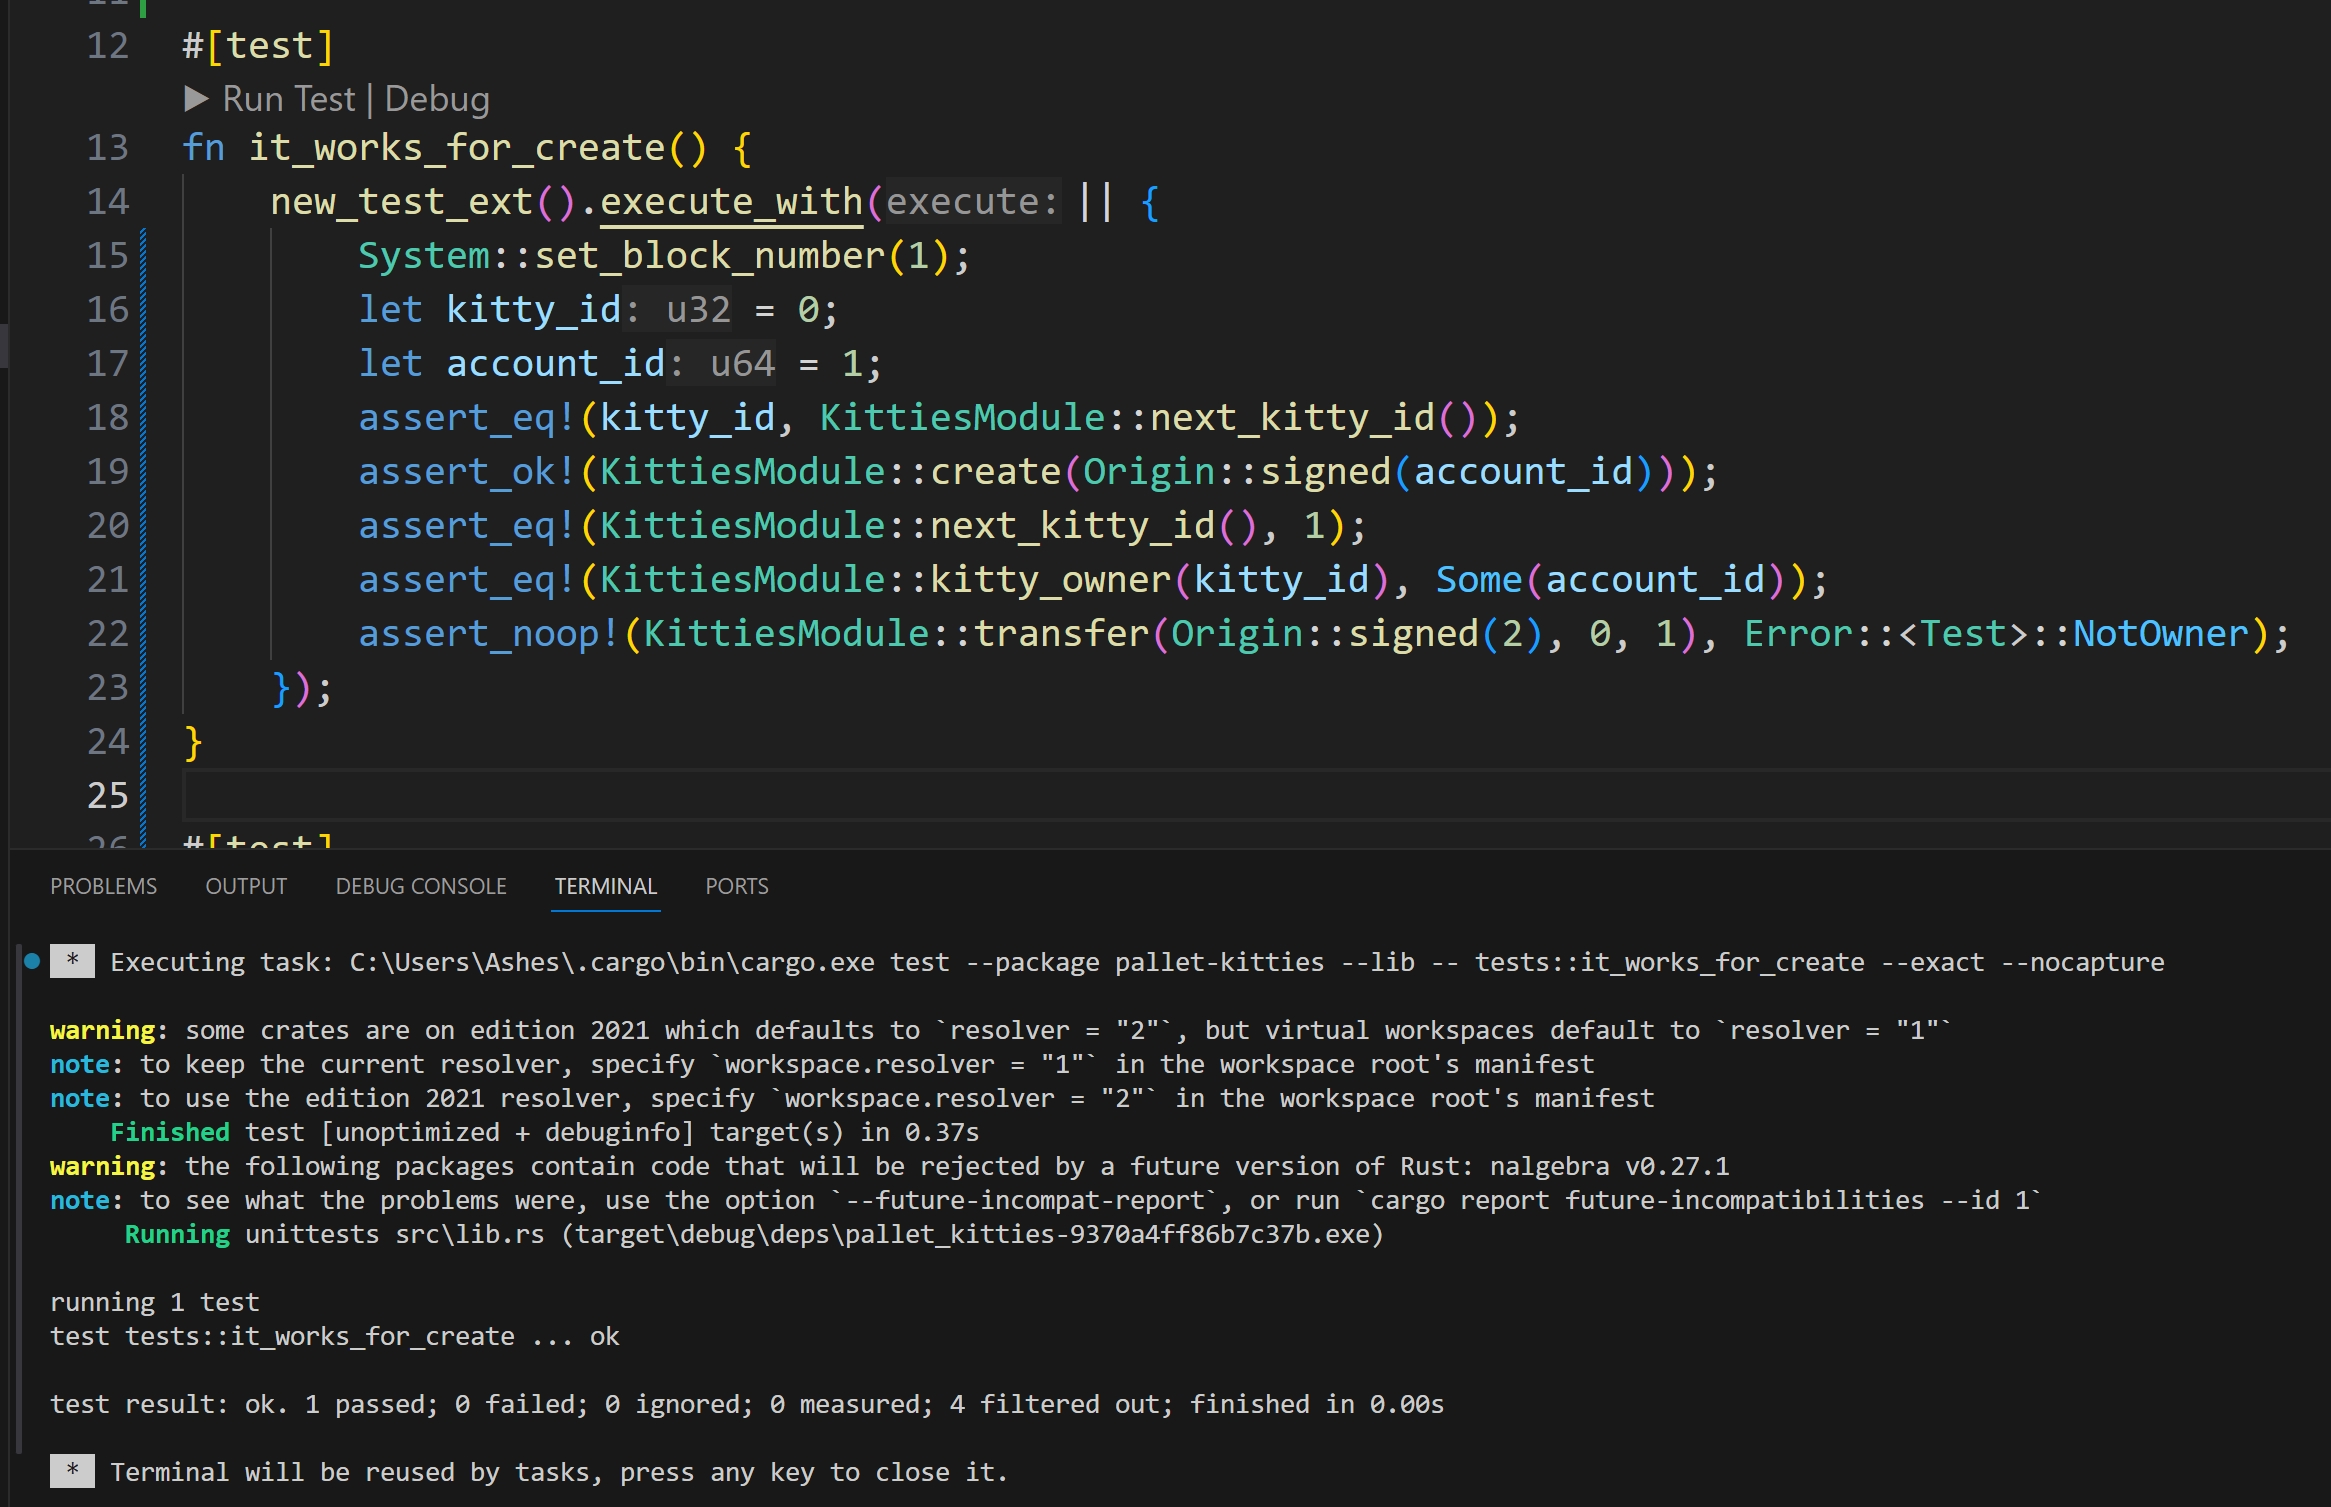 11
12 #[test]
▶ Run Test | Debug
13 fn it_works_for_create() {
14 new_test_ext().execute_with(execute: || {
15 System::set_block_number(1);
16 let kitty_id: u32 = 0;
17 let account_id: u64 = 1;
18 assert_eq!(kitty_id, KittiesModule::next_kitty_id());
19 assert_ok!(KittiesModule::create(Origin::signed(account_id)));
20 assert_eq!(KittiesModule::next_kitty_id(), 1);
21 assert_eq!(KittiesModule::kitty_owner(kitty_id), Some(account_id));
22 assert_noop!(KittiesModule::transfer(Origin::signed(2), 0, 1), Error::<Test>::NotOwner);
23 });
24 }
25
26 #[test]
PROBLEMS OUTPUT DEBUG CONSOLE TERMINAL PORTS
* Executing task: C:\Users\Ashes\.cargo\bin\cargo.exe test --package pallet-kitties --lib -- tests::it_works_for_create --exact --nocapture
warning: some crates are on edition 2021 which defaults to `resolver = "2"`, but virtual workspaces default to `resolver = "1"`
note: to keep the current resolver, specify `workspace.resolver = "1"` in the workspace root's manifest
note: to use the edition 2021 resolver, specify `workspace.resolver = "2"` in the workspace root's manifest
Finished test [unoptimized + debuginfo] target(s) in 0.37s
warning: the following packages contain code that will be rejected by a future version of Rust: nalgebra v0.27.1
note: to see what the problems were, use the option `--future-incompat-report`, or run `cargo report future-incompatibilities --id 1`
Running unittests src\lib.rs (target\debug\deps\pallet_kitties-9370a4ff86b7c37b.exe)
running 1 test
test tests::it_works_for_create ... ok
test result: ok. 1 passed; 0 failed; 0 ignored; 0 measured; 4 filtered out; finished in 0.00s
* Terminal will be reused by tasks, press any key to close it.